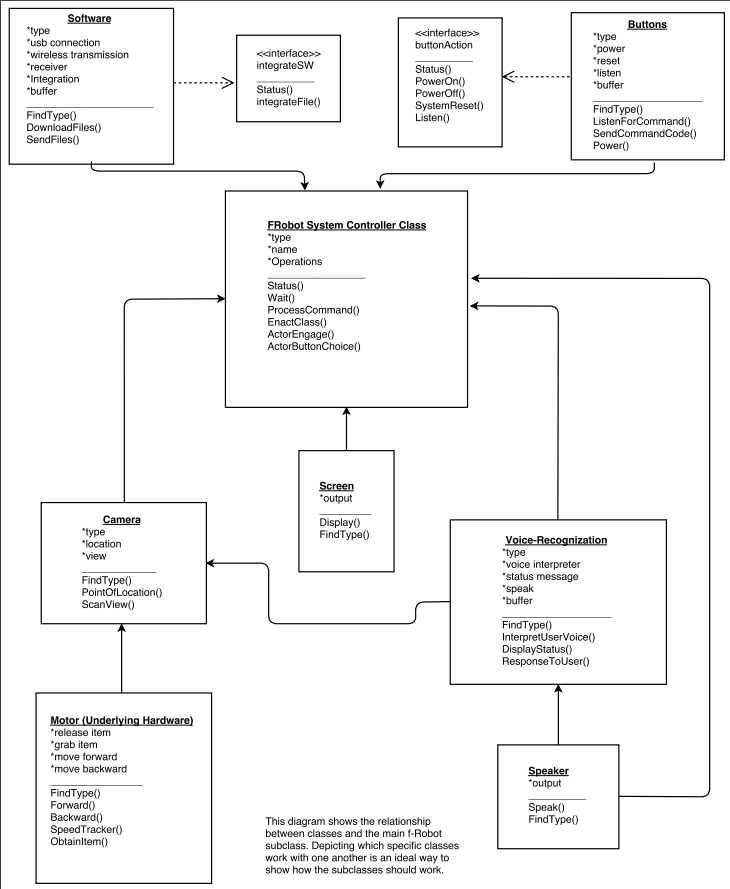 Software
*type
*usb connection
*wireless transmission
*receiver
*Integration
*buffer
FindType()
DownloadFiles()
SendFiles()
<<interface>>
integrateSW
Status()
integrateFile()
<<interface>>
buttonAction
Status()
PowerOn()
PowerOff()
SystemReset()
Listen()
Buttons
*type
*power
*reset
*listen
*buffer
FindType()
ListenForCommand()
SendCommandCode()
Power()
FRobot System Controller Class
*type
*name
*Operations
Status()
Wait()
ProcessCommand()
EnactClass()
ActorEngage()
ActorButtonChoice()
Screen
*output
Display()
FindType()
Camera
*type
*location
*view
FindType()
PointOfLocation()
ScanView()
Voice-Recognization
*type
*voice interpreter
*status message
*speak
*buffer
FindType()
InterpretUserVoice()
DisplayStatus()
ResponseToUser()
Motor (Underlying Hardware)
*release item
*grab item
*move forward
*move backward
FindType()
Forward()
Backward()
SpeedTracker()
ObtainItem()
Speaker
*output
Speak()
FindType()
This diagram shows the relationship
between classes and the main f-Robot
subclass. Depicting which specific classes
work with one another is an ideal way to
show how the subclasses should work.